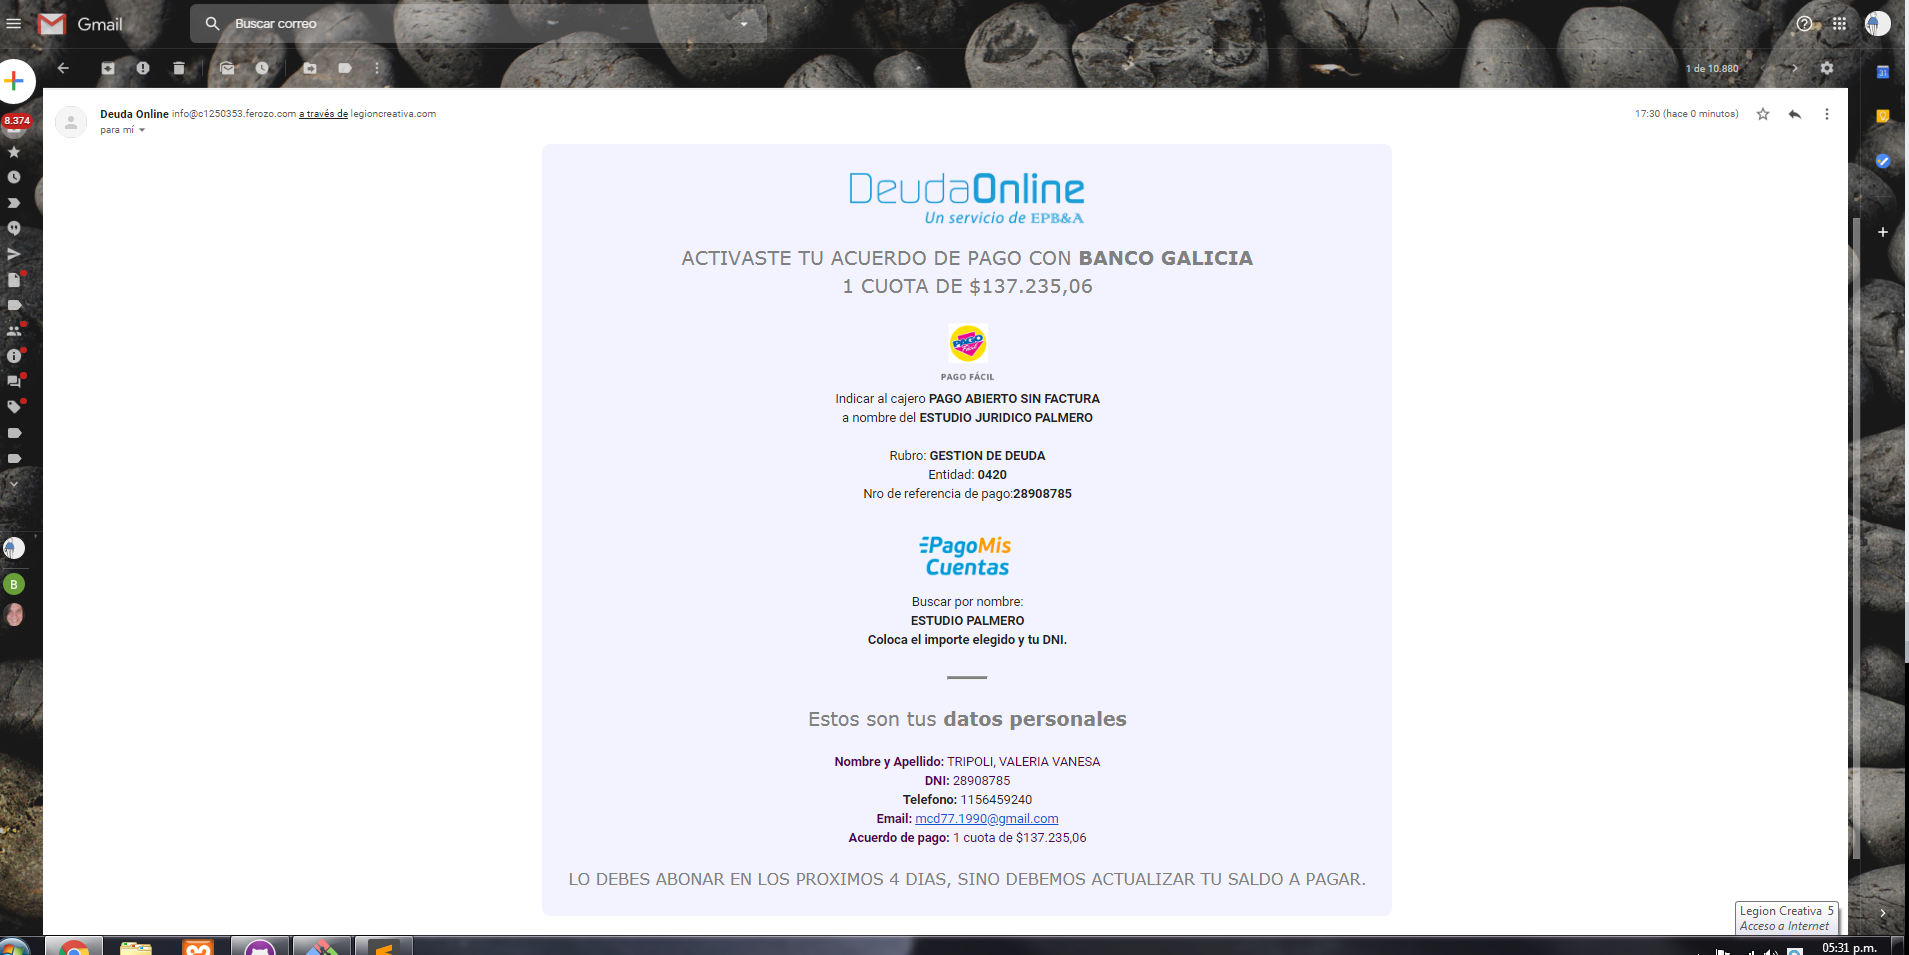 Gmail
Buscar correo
1 de 10.880
8.374
Deuda Online info@c1250353.ferozo.com a través de legioncreativa.com
17:30 (hace 0 minutos)
para mí
DeudaOnline
Un servicio de EPB&A
ACTIVASTE TU ACUERDO DE PAGO CON BANCO GALICIA
1 CUOTA DE $137.235,06
PAGO
fácil
PAGO FÁCIL
Indicar al cajero PAGO ABIERTO SIN FACTURA
a nombre del ESTUDIO JURIDICO PALMERO
Rubro: GESTION DE DEUDA
Entidad: 0420
Nro de referencia de pago:28908785
PagoMis
Cuentas
Buscar por nombre:
ESTUDIO PALMERO
Coloca el importe elegido y tu DNI.
Estos son tus datos personales
Nombre y Apellido: TRIPOLI, VALERIA VANESA
DNI: 28908785
Telefono: 1156459240
Email: mcd77.1990@gmail.com
Acuerdo de pago: 1 cuota de $137.235,06
LO DEBES ABONAR EN LOS PROXIMOS 4 DIAS, SINO DEBEMOS ACTUALIZAR TU SALDO A PAGAR.
31
B
Legion Creativa 5
Acceso a Internet
05:31 p.m.